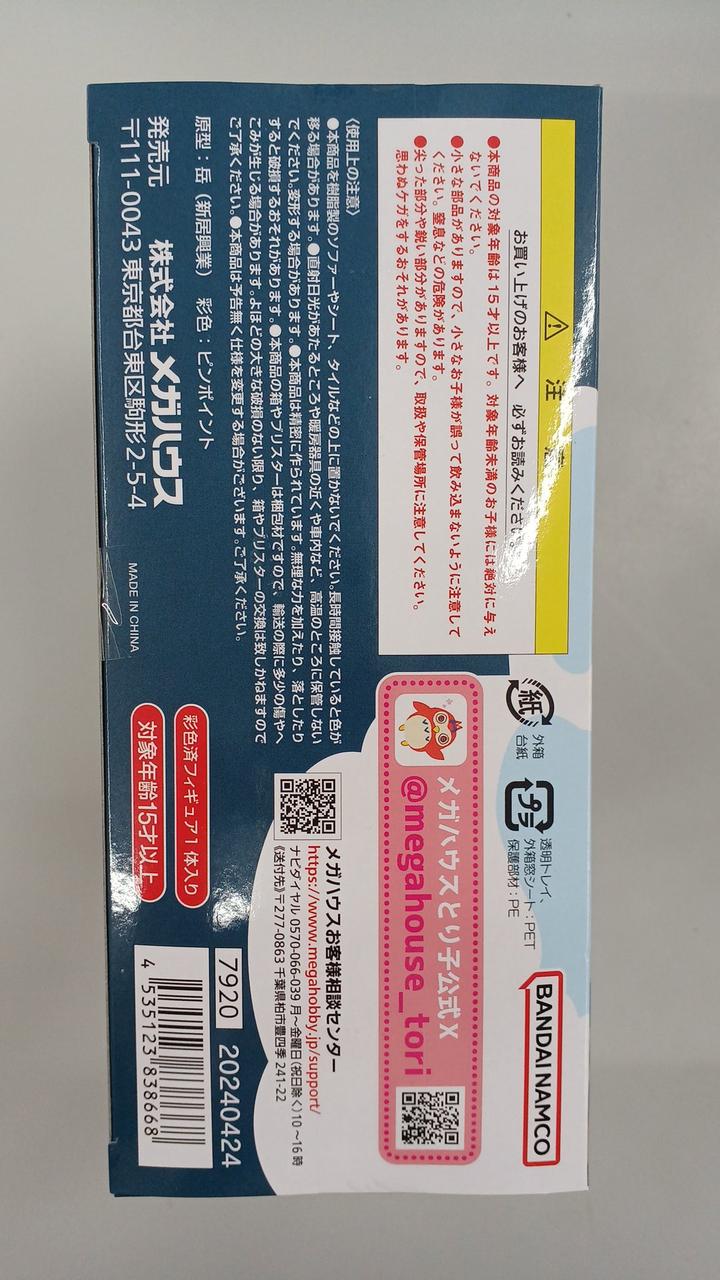 注 意
お買い上げのお客様へ 必ずお読みください。
●本商品の対象年齢は15才以上です。対象年齢未満のお子様には絶対に与え
ないでください。
●小さな部品がありますので、小さなお子様が誤って飲み込まないように注意して
ください。窒息などの危険があります。
●尖った部分や鋭い部分がありますので、取扱や保管場所に注意してください。
思わぬケガをするおそれがあります。
〈使用上の注意〉
●本商品を樹脂製のソファーやシート、タイルなどの上に置かないでください。長時間接触していると色が
移る場合があります。●直射日光があたるところや暖房器具の近くや車内など、高温のところに保管しない
でください。変形する場合があります。●本商品は精密に作られています。無理な力を加えたり、落としたり
すると破損するおそれがあります。●本商品の箱やブリスターは梱包材ですので、輸送の際に多少の傷やへ
こみが生じる場合があります。よほどの大きな破損のない限り、箱やブリスターの交換は致しかねますので
ご了承ください。●本商品は予告無く仕様を変更する場合がございます。ご了承ください。
原型：岳（新居興業） 彩色：ピンポイント
発売元 株式会社 メガハウス
〒111-0043 東京都台東区駒形2-5-4
MADE IN CHINA
紙
外箱
台紙
プラ
透明トレイ、
外箱窓シート：PET
保護部材：PE
BANDAI NAMCO
メガハウスとり子公式X
@megahouse_tori
メガハウスお客様相談センター
https://www.megahobby.jp/support/
ナビダイヤル 0570-066-039 月～金曜日(祝日除く)10～16時
《送付先》〒277-0863 千葉県柏市豊四季 241-22
彩色済フィギュア1体入り
対象年齢15才以上
7920 20240424
4 535123 838668